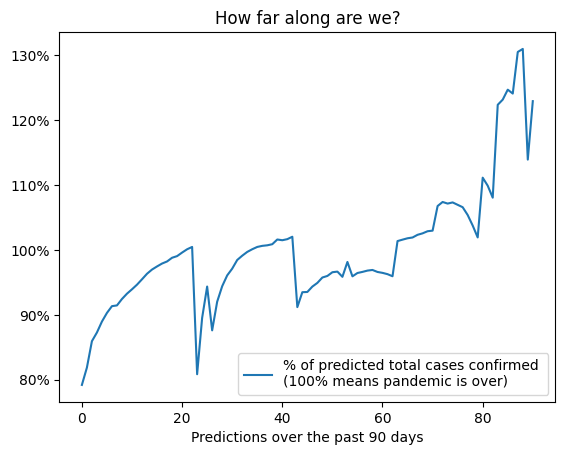 How far along are we?
130%
120%
110%
100%
90%
80%
% of predicted total cases confirmed
(100% means pandemic is over)
0
20
40
60
80
Predictions over the past 90 days